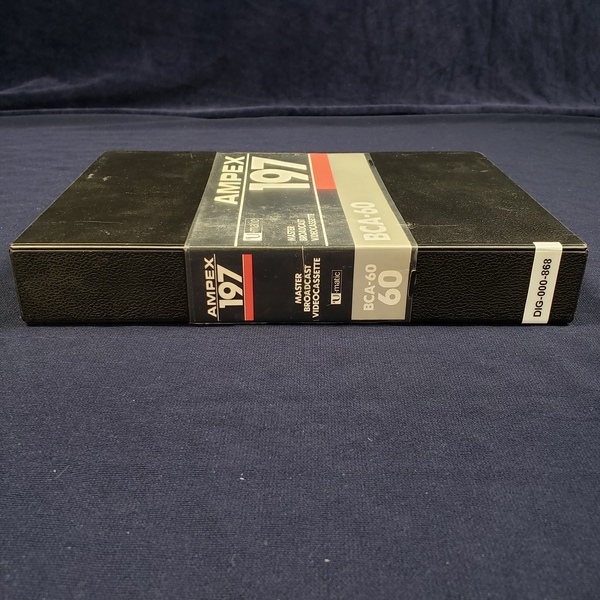 AMPEX
197
U-matic
MASTER
BROADCAST
VIDEOCASSETTE
BCA-60
AMPEX
197
MASTER
BROADCAST
VIDEOCASSETTE
U-matic
BCA-60
60
DIG-000-868